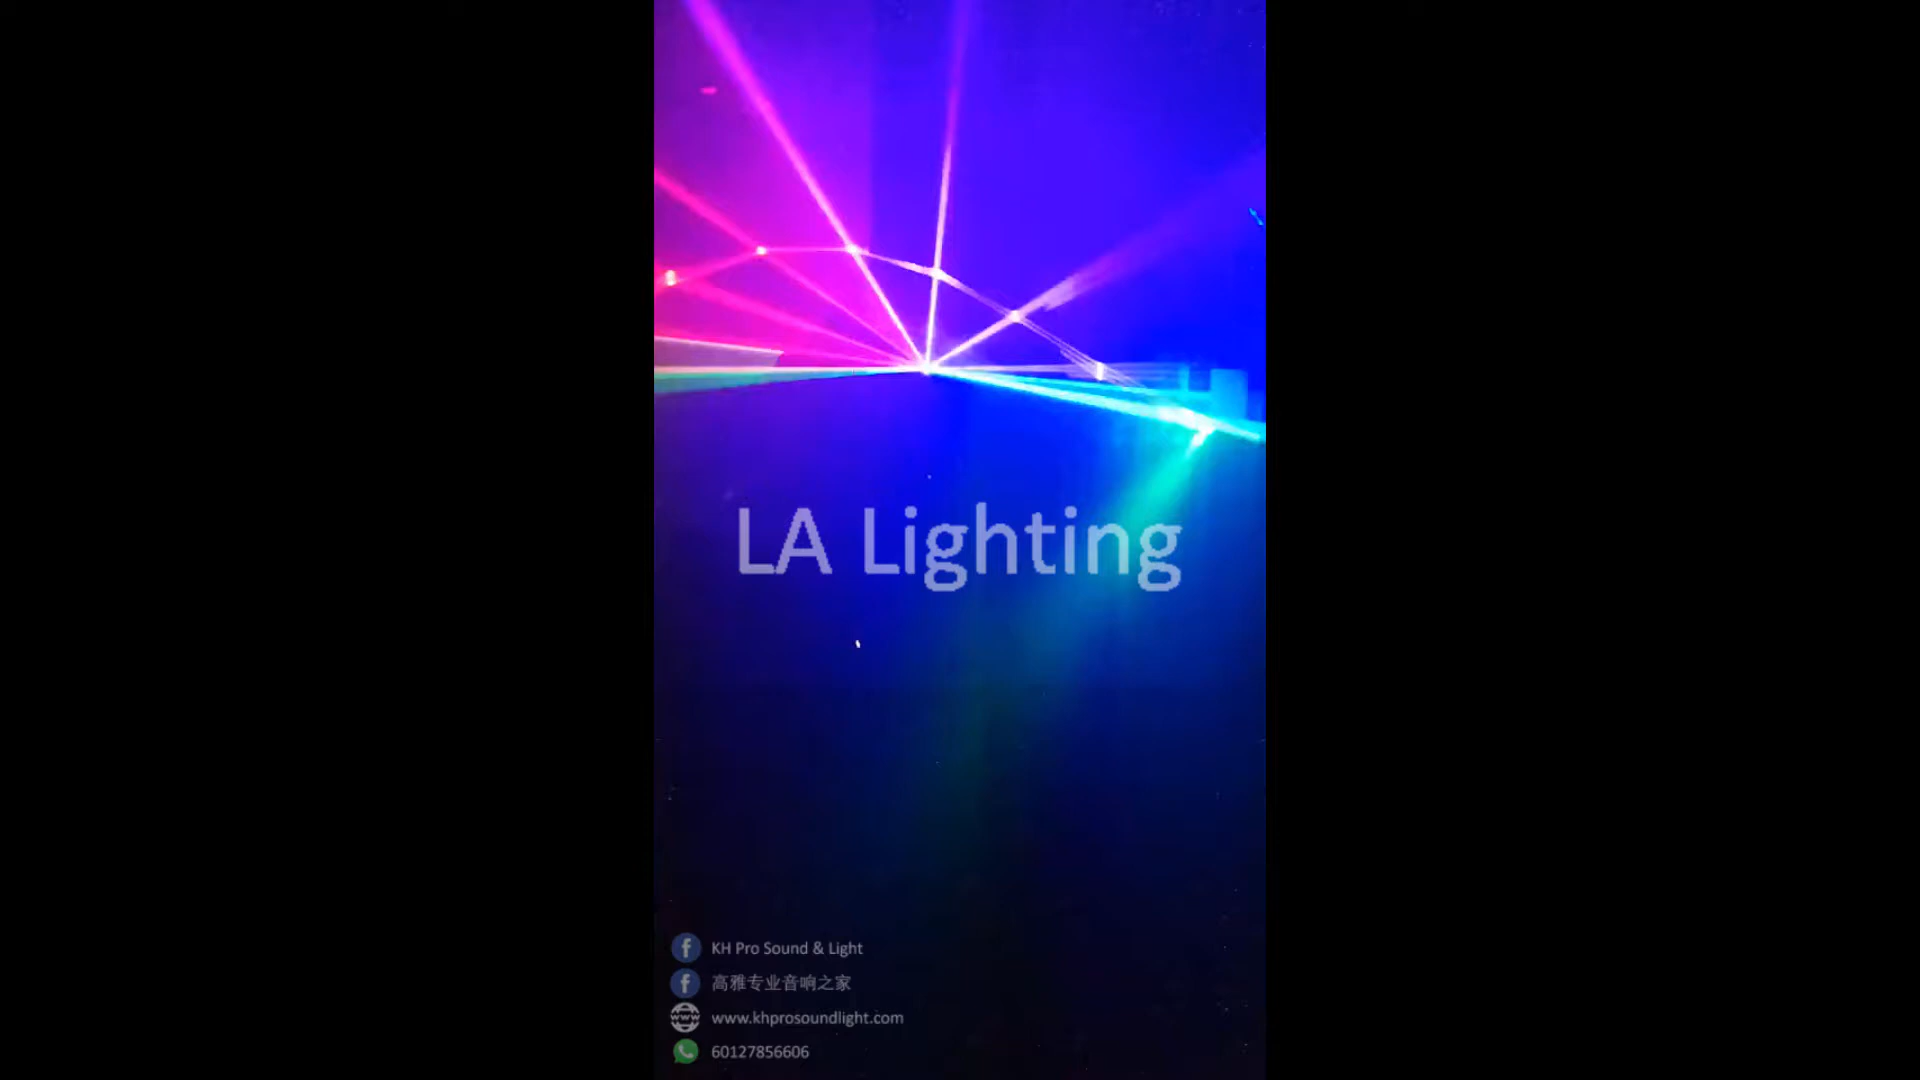 LA Lighting
KH Pro Sound & Light
高雅专业音响之家
www.khprosoundlight.com
60127856606